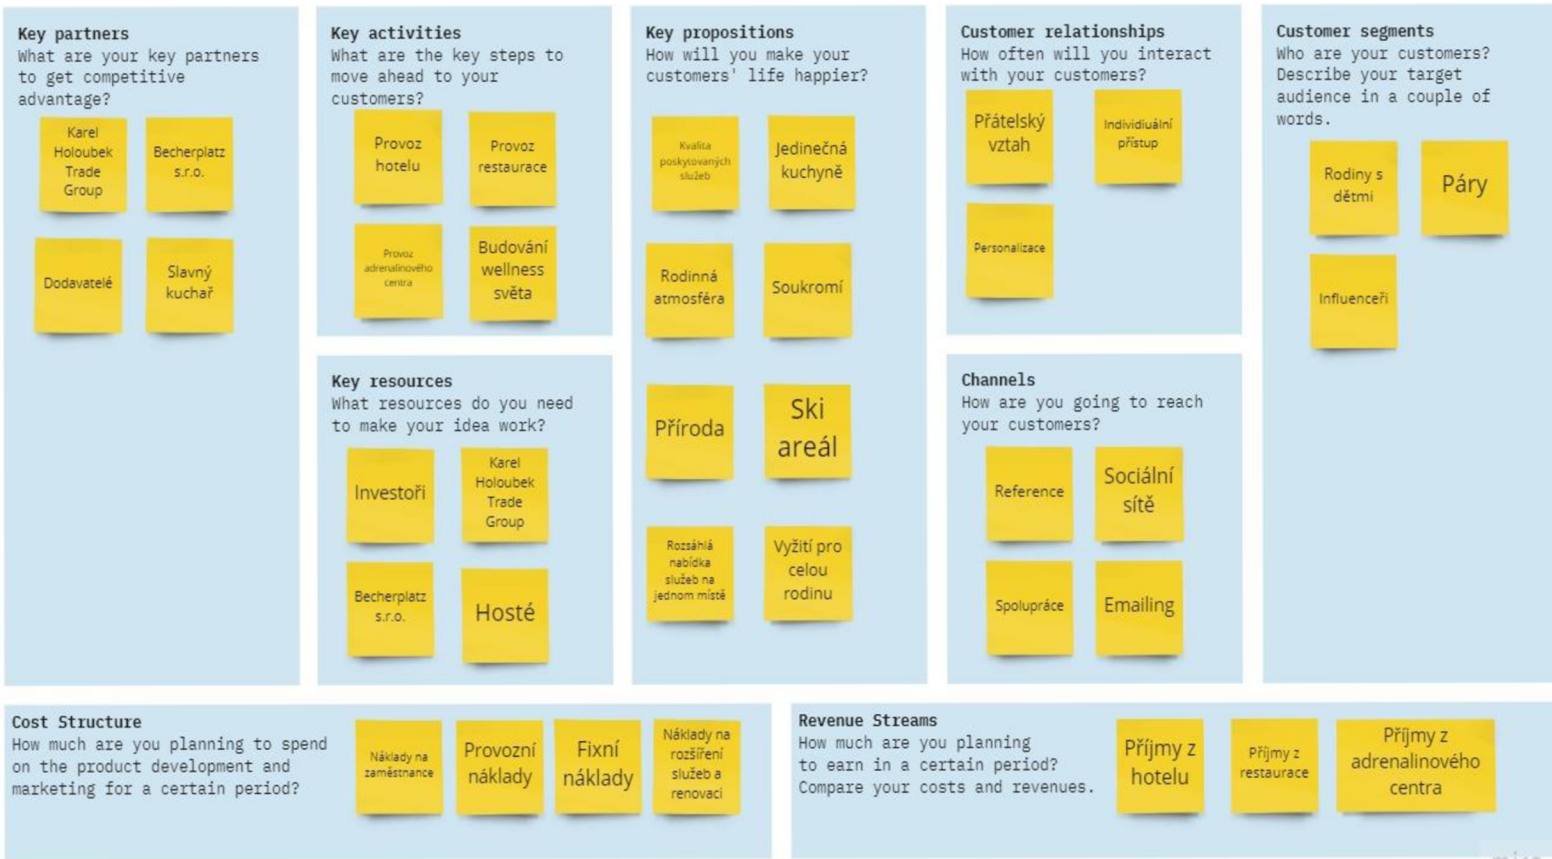 Key partners
What are your key partners
to get competitive
advantage?
Karel
Holoubek
Trade
Group
Becherplatz
s.r.o.
Dodavatelé
Slavný
kuchař
Key activities
What are the key steps to
move ahead to your
customers?
Provoz
hotelu
Provoz
restaurace
Provoz
adrenalinového
centra
Budování
wellness
světa
Key resources
What resources do you need
to make your idea work?
Investoři
Karel
Holoubek
Trade
Group
Becherplatz
s.r.o.
Hosté
Key propositions
How will you make your
customers' life happier?
Kvalita
poskytovaných
služeb
Jedinečná
kuchyně
Rodinná
atmosféra
Soukromí
Příroda
Ski
areál
Rozsáhlá
nabídka
služeb na
jednom místě
Vyžití pro
celou
rodinu
Customer relationships
How often will you interact
with your customers?
Přátelský
vztah
Individiuální
přístup
Personalizace
Channels
How are you going to reach
your customers?
Reference
Sociální
sítě
Spolupráce
Emailing
Customer segments
Who are your customers?
Describe your target
audience in a couple of
words.
Rodiny s
dětmi
Páry
Influenceři
Cost Structure
How much are you planning to spend
on the product development and
marketing for a certain period?
Náklady na
zaměstnance
Provozní
náklady
Fixní
náklady
Náklady na
rozšíření
služeb a
renovaci
Revenue Streams
How much are you planning
to earn in a certain period?
Compare your costs and revenues.
Příjmy z
hotelu
Příjmy z
restaurace
Příjmy z
adrenalinového
centra